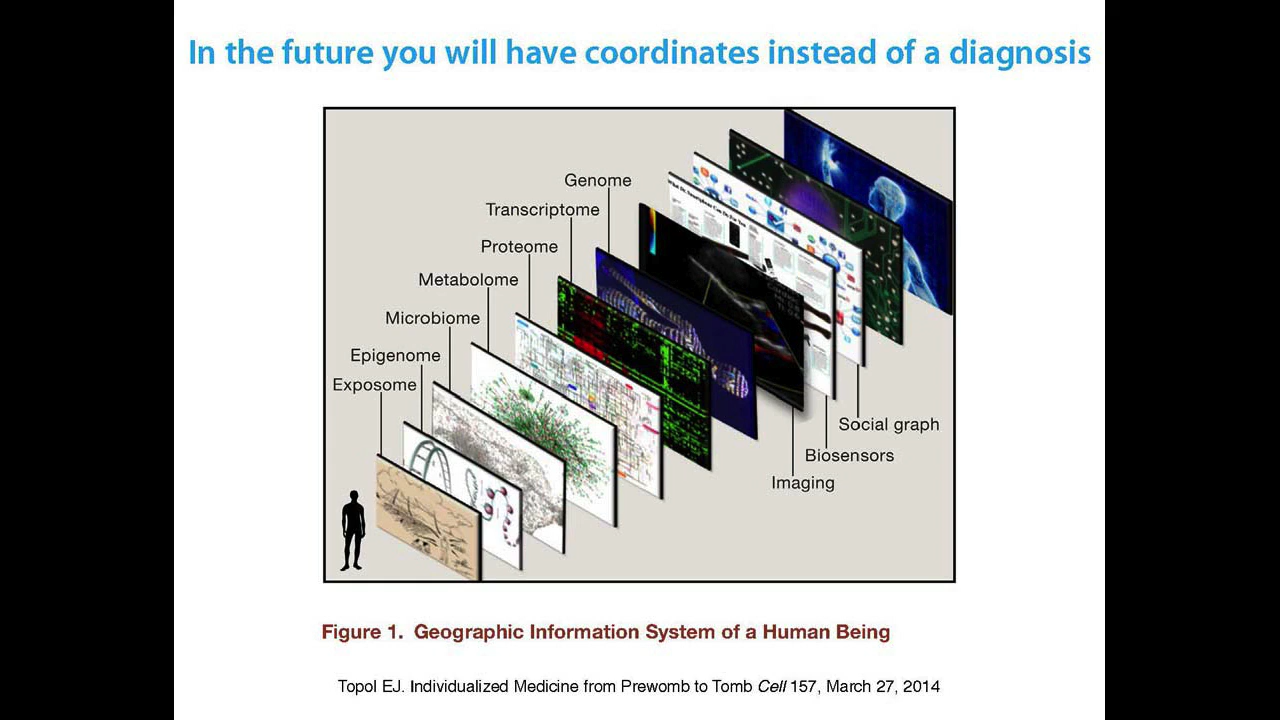 In the future you will have coordinates instead of a diagnosis
Genome
Transcriptome
Proteome
Metabolome
Microbiome
Epigenome
Exposome
Social graph
Biosensors
Imaging
Figure 1. Geographic Information System of a Human Being
Topol EJ. Individualized Medicine from Prewomb to Tomb Cell 157, March 27, 2014